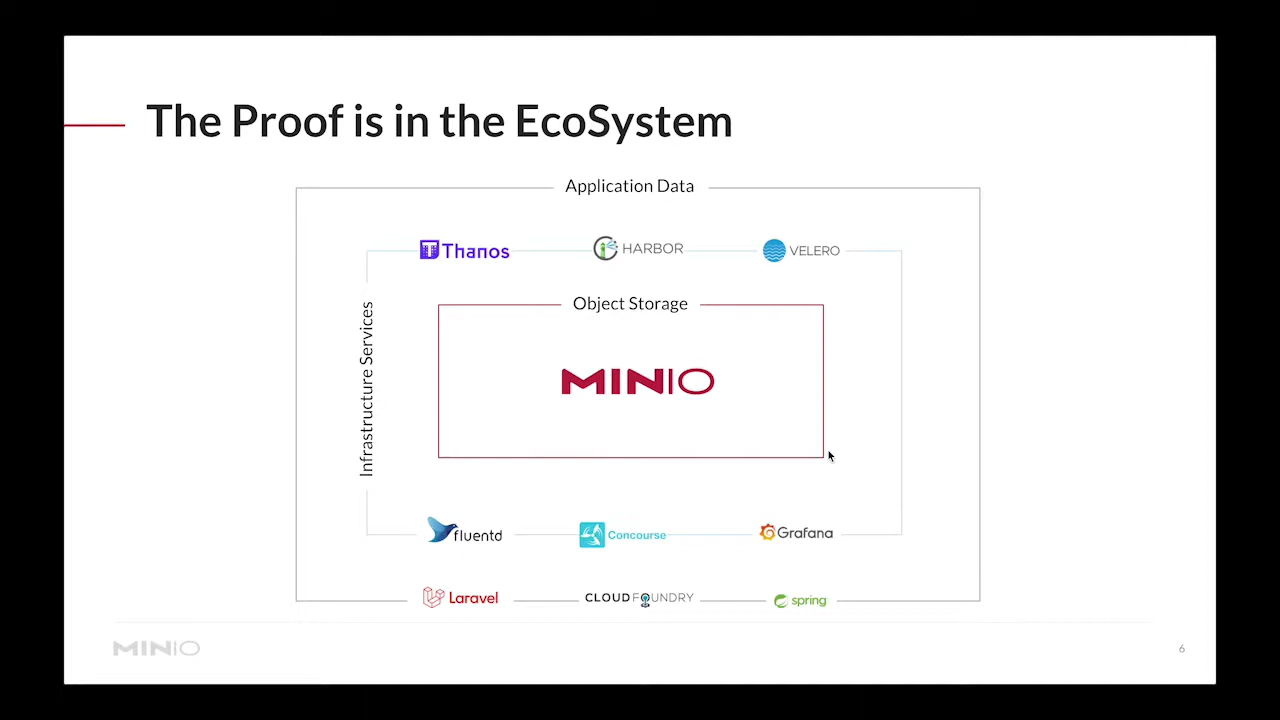 The Proof is in the EcoSystem
Application Data
Thanos
HARBOR
VELERO
Object Storage
Infrastructure Services
MINIO
fluentd
Concourse
Grafana
Laravel
CLOUD FOUNDRY
spring
MINIO
6